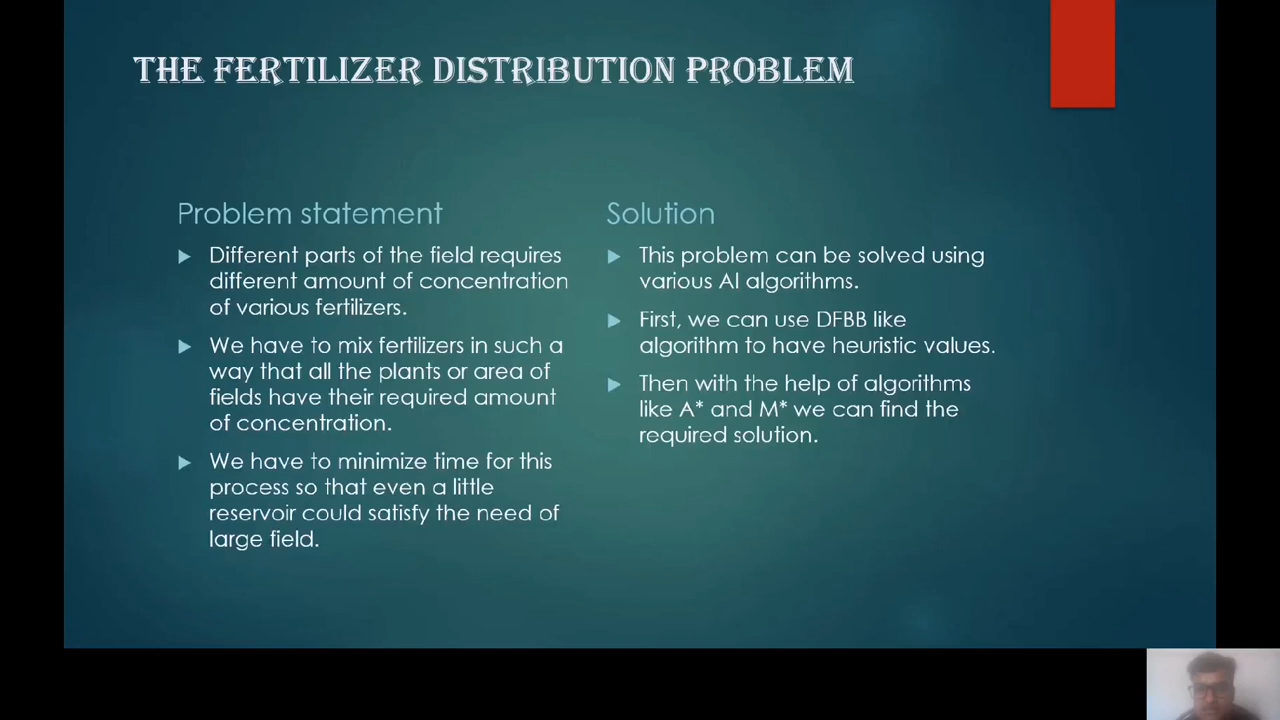 THE FERTILIZER DISTRIBUTION PROBLEM
Problem statement
Different parts of the field requires
different amount of concentration
of various fertilizers.
We have to mix fertilizers in such a
way that all the plants or area of
fields have their required amount
of concentration.
We have to minimize time for this
process so that even a little
reservoir could satisfy the need of
large field.
Solution
This problem can be solved using
various AI algorithms.
First, we can use DFBB like
algorithm to have heuristic values.
Then with the help of algorithms
like A* and M* we can find the
required solution.